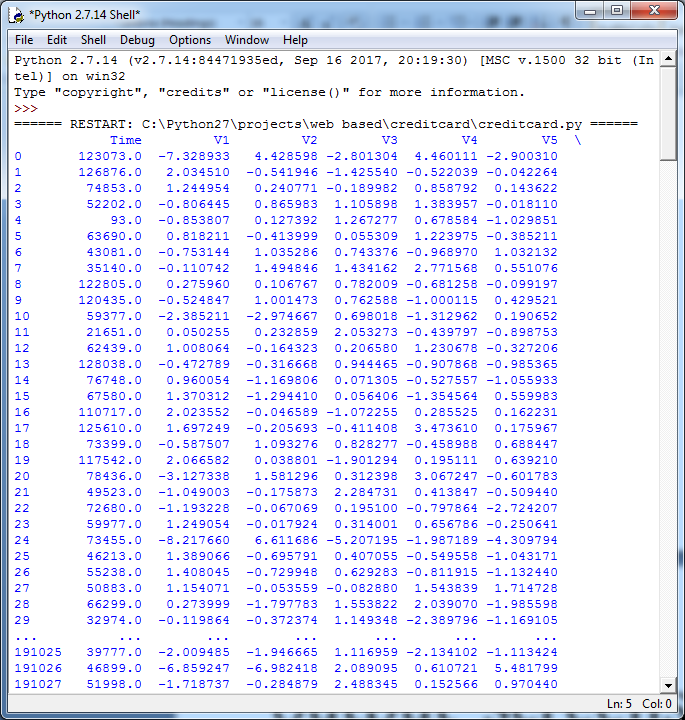 *Python 2.7.14 Shell*
File Edit Shell Debug Options Window Help
Python 2.7.14 (v2.7.14:84471935ed, Sep 16 2017, 20:19:30) [MSC v.1500 32 bit (In
tel)] on win32
Type "copyright", "credits" or "license()" for more information.
>>>
====== RESTART: C:\Python27\projects\web based\creditcard\creditcard.py ======
Time V1 V2 V3 V4 V5 \
0 123073.0 -7.328933 4.428598 -2.801304 4.460111 -2.900310
1 126876.0 2.034510 -0.541946 -1.425540 -0.522039 -0.042264
2 74853.0 1.244954 0.240771 -0.189982 0.858792 0.143622
3 52202.0 -0.806445 0.865983 1.105898 1.383957 -0.018110
4 93.0 -0.853807 0.127392 1.267277 0.678584 -1.029851
5 63690.0 0.818211 -0.413999 0.055309 1.223975 -0.385211
6 43081.0 -0.753144 1.035286 0.743376 -0.968970 1.032132
7 35140.0 -0.110742 1.494846 1.434162 2.771568 0.551076
8 122805.0 0.275960 0.106767 0.782009 -0.681258 -0.099197
9 120435.0 -0.524847 1.001473 0.762588 -1.000115 0.429521
10 59377.0 -2.385211 -2.974667 0.698018 -1.312962 0.190652
11 21651.0 0.050255 0.232859 2.053273 -0.439797 -0.898753
12 62439.0 1.008064 -0.164323 0.206580 1.230678 -0.327206
13 128038.0 -0.472789 -0.316668 0.944465 -0.907868 -0.985365
14 76748.0 0.960054 -1.169806 0.071305 -0.527557 -1.055933
15 67580.0 1.370312 -1.294410 0.056406 -1.354564 0.559983
16 110717.0 2.023552 -0.046589 -1.072255 0.285525 0.162231
17 125610.0 1.697249 -0.205693 -0.411408 3.473610 0.175967
18 73399.0 -0.587507 1.093276 0.828277 -0.458988 0.688447
19 117542.0 2.066582 0.038801 -1.901294 0.195111 0.639210
20 78436.0 -3.127338 1.581296 0.312398 3.067247 -0.601783
21 49523.0 -1.049003 -0.175873 2.284731 0.413847 -0.509440
22 72680.0 -1.193228 -0.067069 0.195100 -0.797864 -2.724207
23 59977.0 1.249054 -0.017924 0.314001 0.656786 -0.250641
24 73455.0 -8.217660 6.611686 -5.207195 -1.987189 -4.309794
25 46213.0 1.389066 -0.695791 0.407055 -0.549558 -1.043171
26 55238.0 1.408045 -0.729948 0.629283 -0.811915 -1.132440
27 50883.0 1.154071 -0.053559 -0.082880 1.543839 1.714728
28 66299.0 0.273999 -1.797783 1.553822 2.039070 -1.985598
29 32974.0 -0.119864 -0.372374 1.149348 -2.389796 -1.169105
... ... ... ... ... ... ...
191025 39777.0 -2.009485 -1.946665 1.116959 -2.134102 -1.113424
191026 46899.0 -6.859247 -6.982418 2.089095 0.610721 5.481799
191027 51998.0 -1.718737 -0.284879 2.488345 0.152566 0.970440
Ln: 5 Col: 0